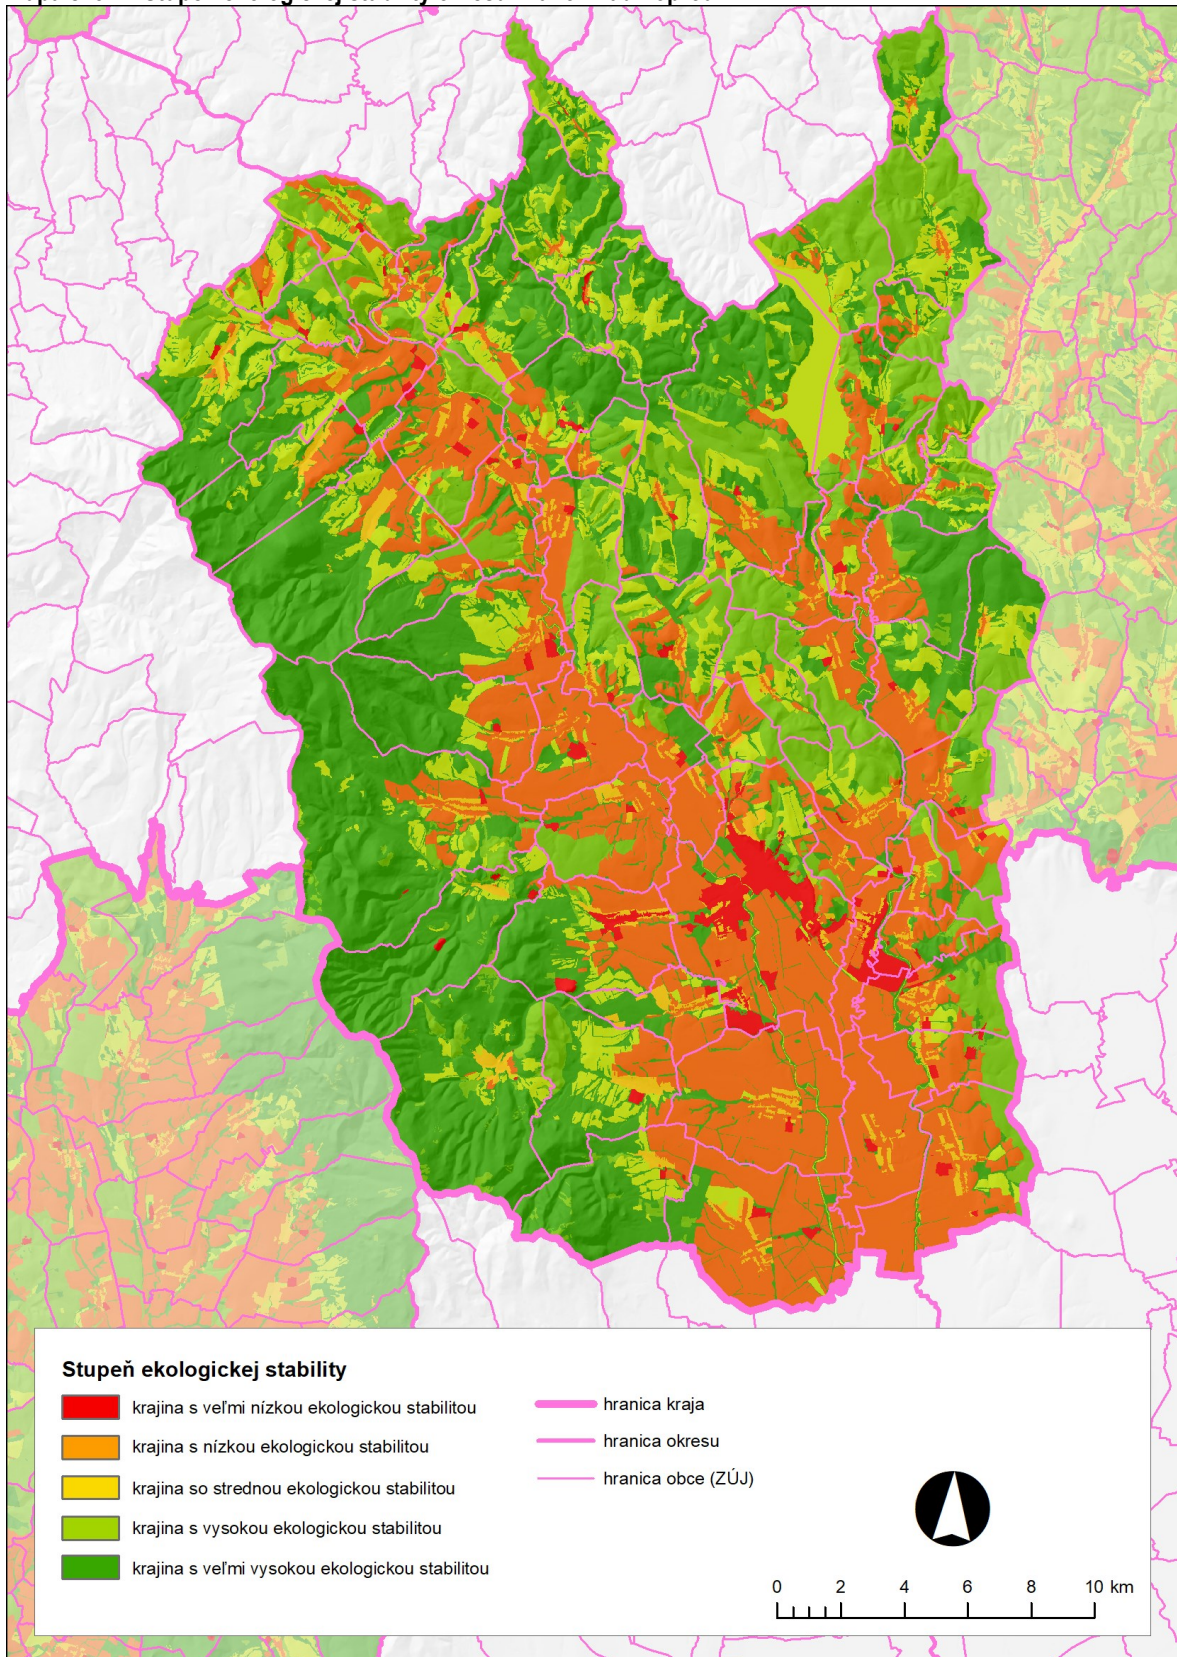 Stupeň ekologickej stability
krajina s veľmi nízkou ekologickou stabilitou
krajina s nízkou ekologickou stabilitou
krajina so strednou ekologickou stabilitou
krajina s vysokou ekologickou stabilitou
krajina s veľmi vysokou ekologickou stabilitou
hranica kraja
hranica okresu
hranica obce (ZÚJ)
0 2 4 6 8 10 km